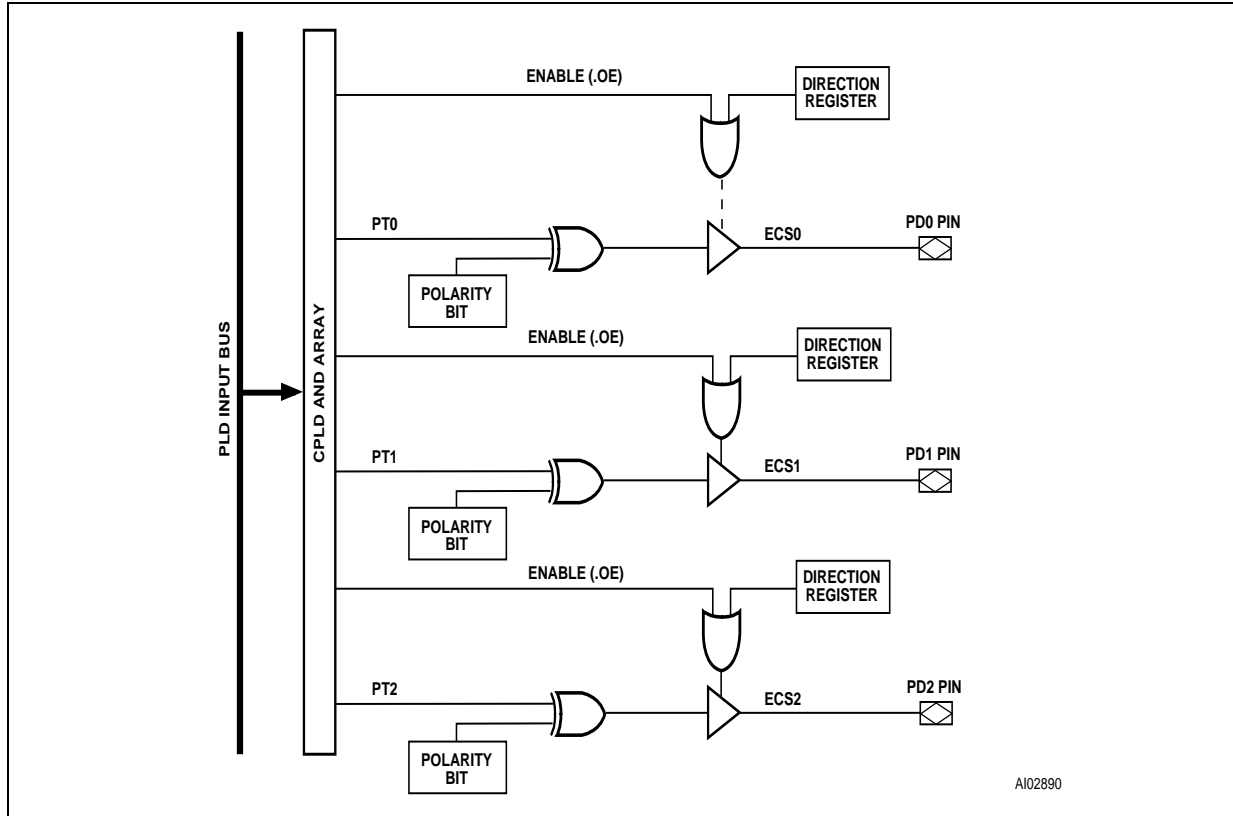 ENABLE (.OE)
DIRECTION
REGISTER
PT0
ECS0
PD0 PIN
POLARITY
BIT
ENABLE (.OE)
DIRECTION
REGISTER
PLD INPUT BUS
CPLD AND ARRAY
PT1
ECS1
PD1 PIN
POLARITY
BIT
ENABLE (.OE)
DIRECTION
REGISTER
PT2
ECS2
PD2 PIN
POLARITY
BIT
AI02890